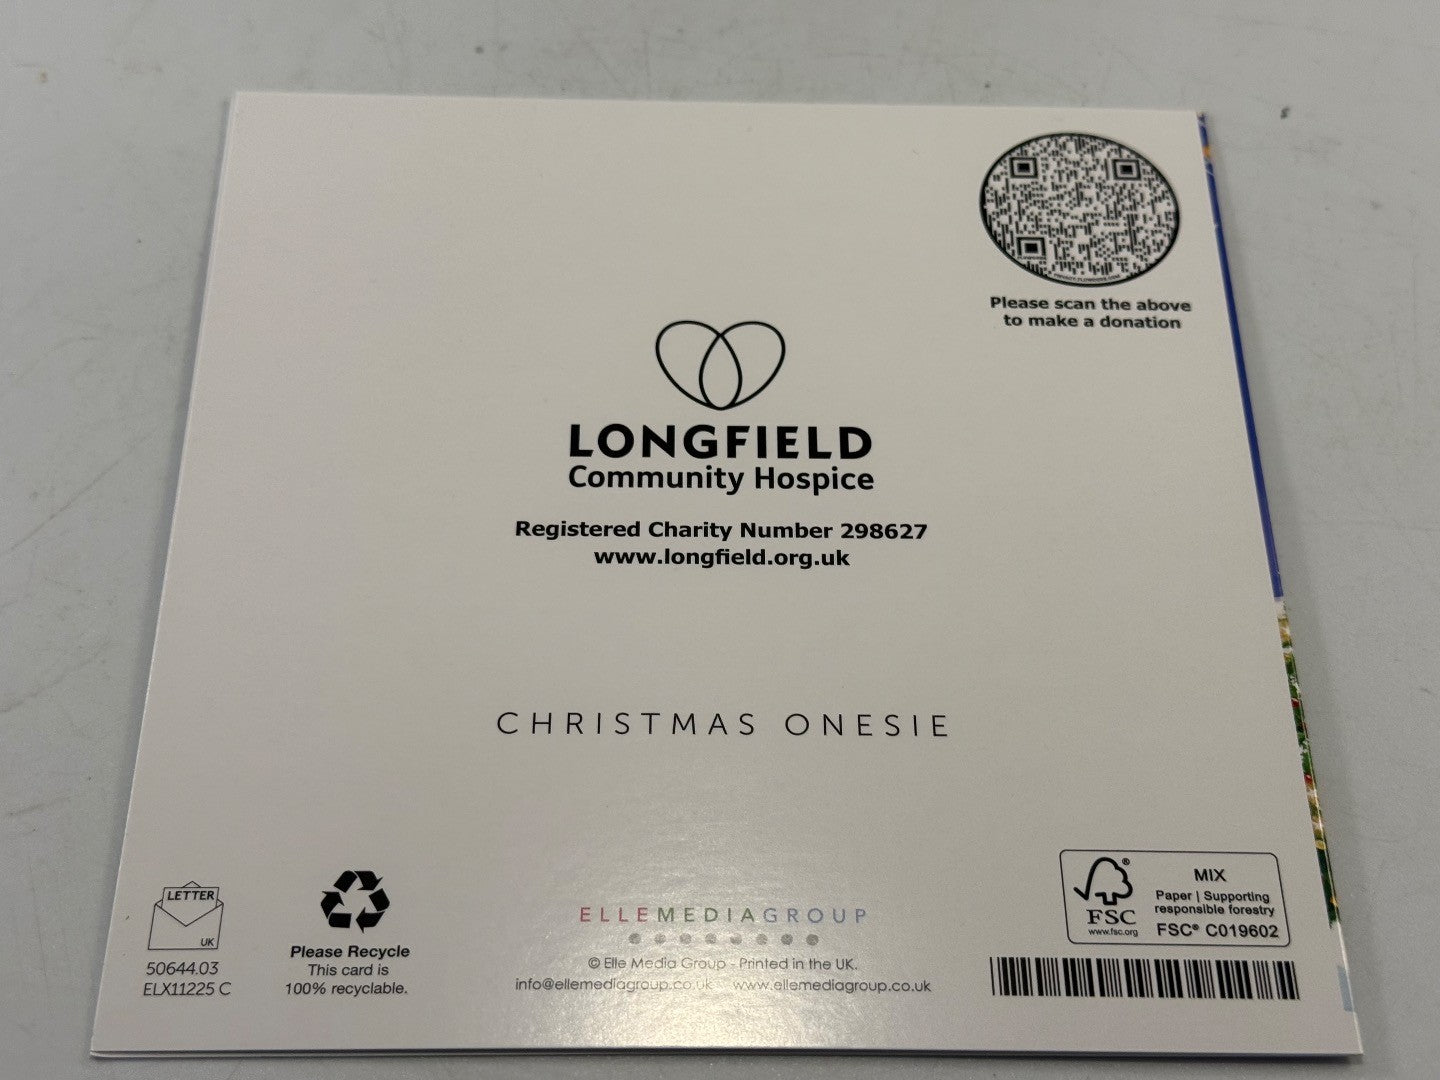 Please scan the above
to make a donation
LONGFIELD
Community Hospice
Registered Charity Number 298627
www.longfield.org.uk
CHRISTMAS ONESIE
LETTER
UK
50644.03
ELX11225 C
Please Recycle
This card is
100% recyclable.
ELLEMEDIAGROUP
© Elle Media Group - Printed in the UK.
info@ellemediagroup.co.uk www.ellemediagroup.co.uk
®
FSC
www.fsc.org
MIX
Paper | Supporting
responsible forestry
FSC® C019602